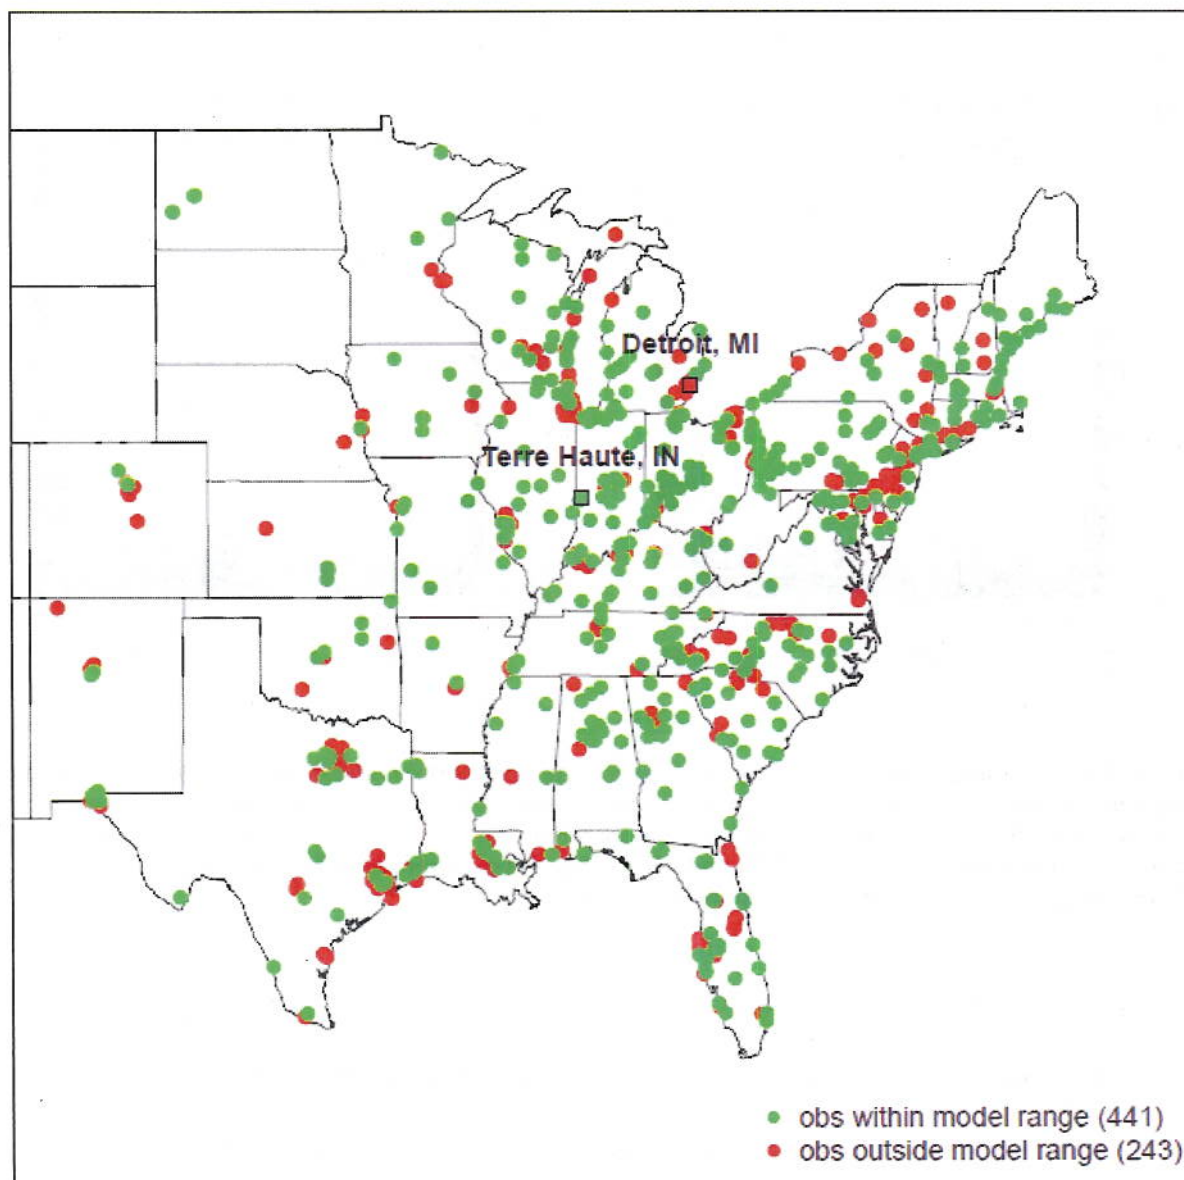 Detroit, MI
Terre Haute, IN
obs within model range (441)
obs outside model range (243)